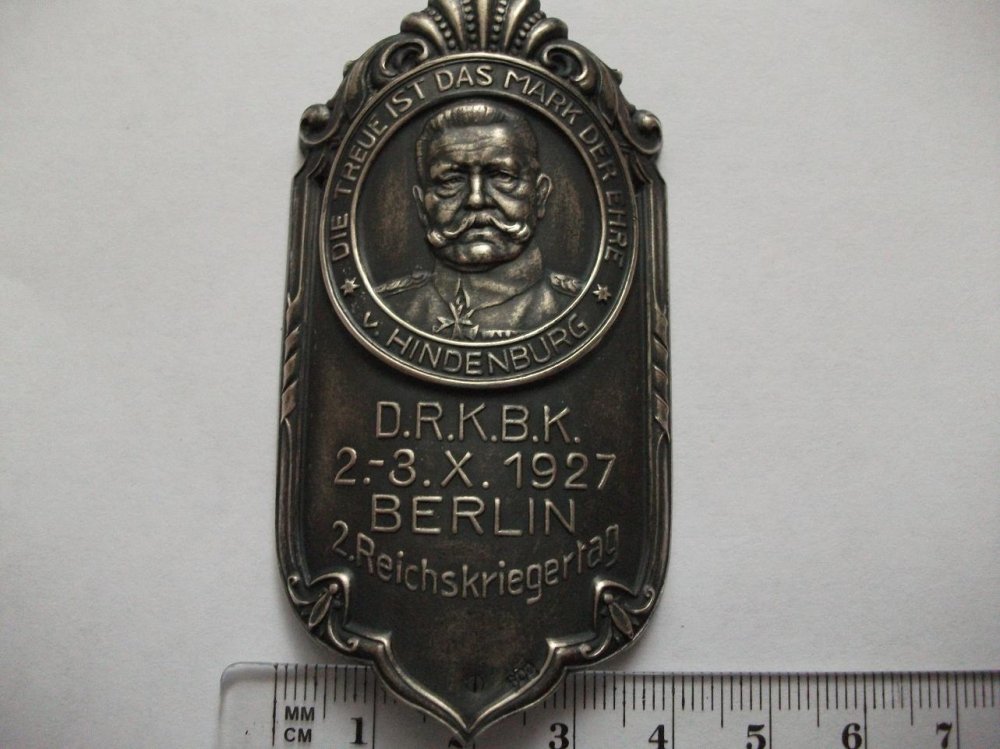 DIE TREUE IST DAS MARK DER EHRE
v. HINDENBURG
D.R.K.B.K.
2.-3.X. 1927
BERLIN
2.Reichskriegertag
MM
CM
1 2 3 4 5 6 7